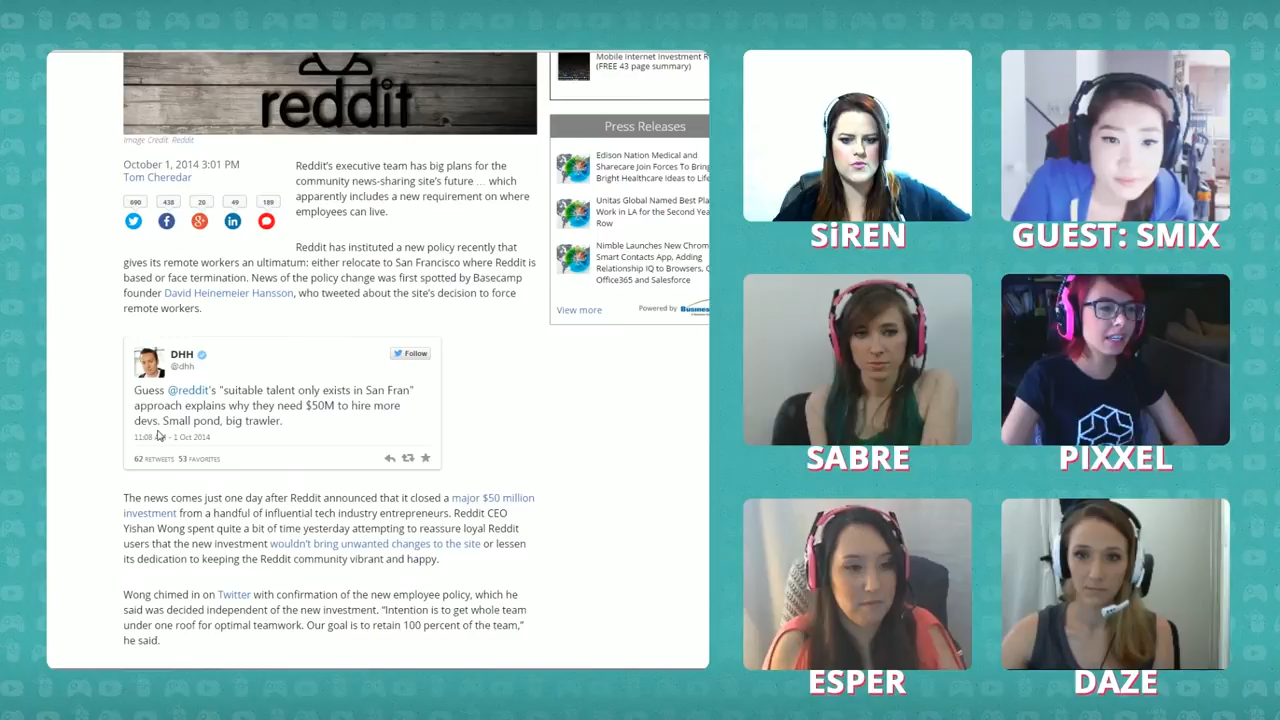 reddit
Image Credit: Reddit
October 1, 2014 3:01 PM
Tom Cheredar
690 438 20 49 189
Reddit's executive team has big plans for the
community news-sharing site's future … which
apparently includes a new requirement on where
employees can live.
Reddit has instituted a new policy recently that
gives its remote workers an ultimatum: either relocate to San Francisco where Reddit is
based or face termination. News of the policy change was first spotted by Basecamp
founder David Heinemeier Hansson, who tweeted about the site's decision to force
remote workers.
DHH
@dhh
Follow
Guess @reddit's "suitable talent only exists in San Fran"
approach explains why they need $50M to hire more
devs. Small pond, big trawler.
11:08 - 1 Oct 2014
62 RETWEETS 53 FAVORITES
The news comes just one day after Reddit announced that it closed a major $50 million
investment from a handful of influential tech industry entrepreneurs. Reddit CEO
Yishan Wong spent quite a bit of time yesterday attempting to reassure loyal Reddit
users that the new investment wouldn't bring unwanted changes to the site or lessen
its dedication to keeping the Reddit community vibrant and happy.
Wong chimed in on Twitter with confirmation of the new employee policy, which he
said was decided independent of the new investment. "Intention is to get whole team
under one roof for optimal teamwork. Our goal is to retain 100 percent of the team,"
he said.
Mobile Internet Investment R
(FREE 43 page summary)
Press Releases
Edison Nation Medical and
Sharecare Join Forces To Bring
Bright Healthcare Ideas to Life
Unitas Global Named Best Pla
Work in LA for the Second Yea
Row
Nimble Launches New Chrom
Smart Contacts App, Adding
Relationship IQ to Browsers,
Office365 and Salesforce
View more
Powered by Busines
SiREN
GUEST: SMIX
SABRE
PIXXEL
ESPER
DAZE